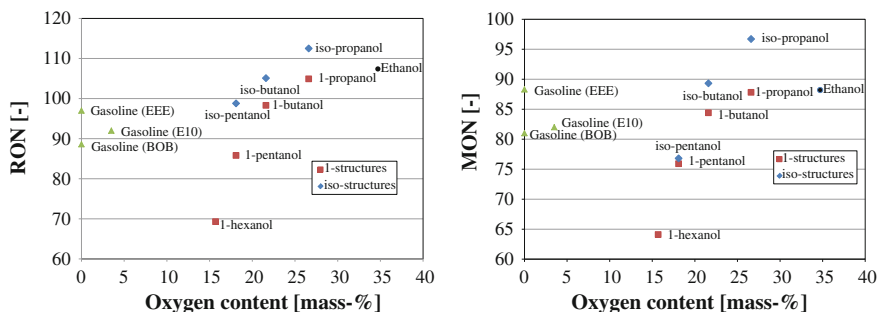 120
110
100
90
80
70
60
RON [-]
0 5 10 15 20 25 30 35 40
Oxygen content [mass-%]
iso-propanol
Ethanol
iso-butanol
1-propanol
iso-pentanol
1-butanol
Gasoline (EEE)
Gasoline (E10)
Gasoline (BOB)
1-pentanol
1-structures
iso-structures
1-hexanol
100
95
90
85
80
75
70
65
60
MON [-]
0 5 10 15 20 25 30 35 40
Oxygen content [mass-%]
iso-propanol
Gasoline (EEE)
iso-butanol
1-propanol
Ethanol
1-butanol
Gasoline (E10)
Gasoline (BOB)
iso-pentanol
1-pentanol
1-structures
iso-structures
1-hexanol